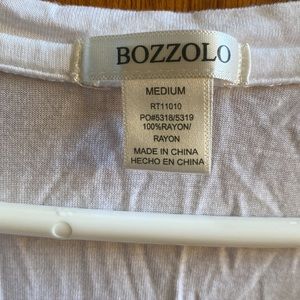 BOZZOLO
MEDIUM
RT11010
PO#5318/5319
100%RAYON/
RAYON
MADE IN CHINA
HECHO EN CHINA